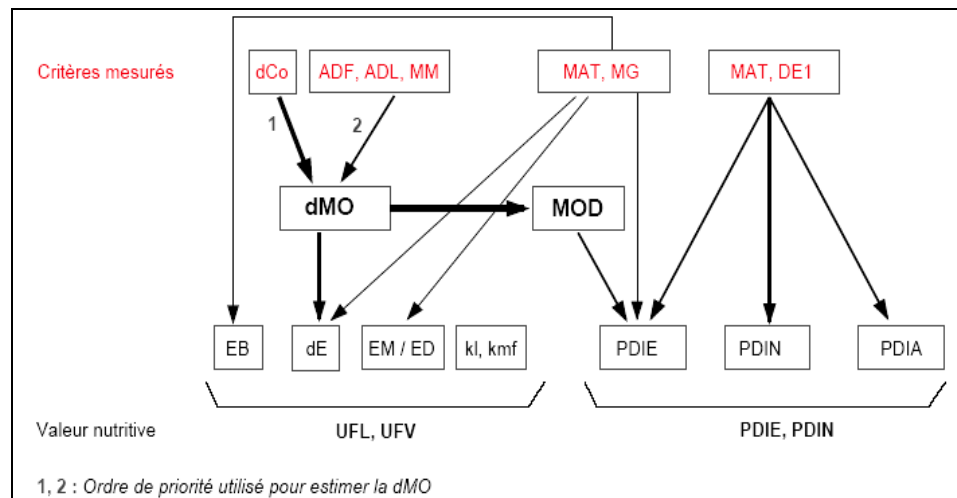 Critères mesurés dCo ADF, ADL, MM MAT, MG MAT, DE1
1 2
dMO MOD
EB dE EM / ED kl, kmf PDIE PDIN PDIA
Valeur nutritive UFL, UFV PDIE, PDIN
1, 2 : Ordre de priorité utilisé pour estimer la dMO